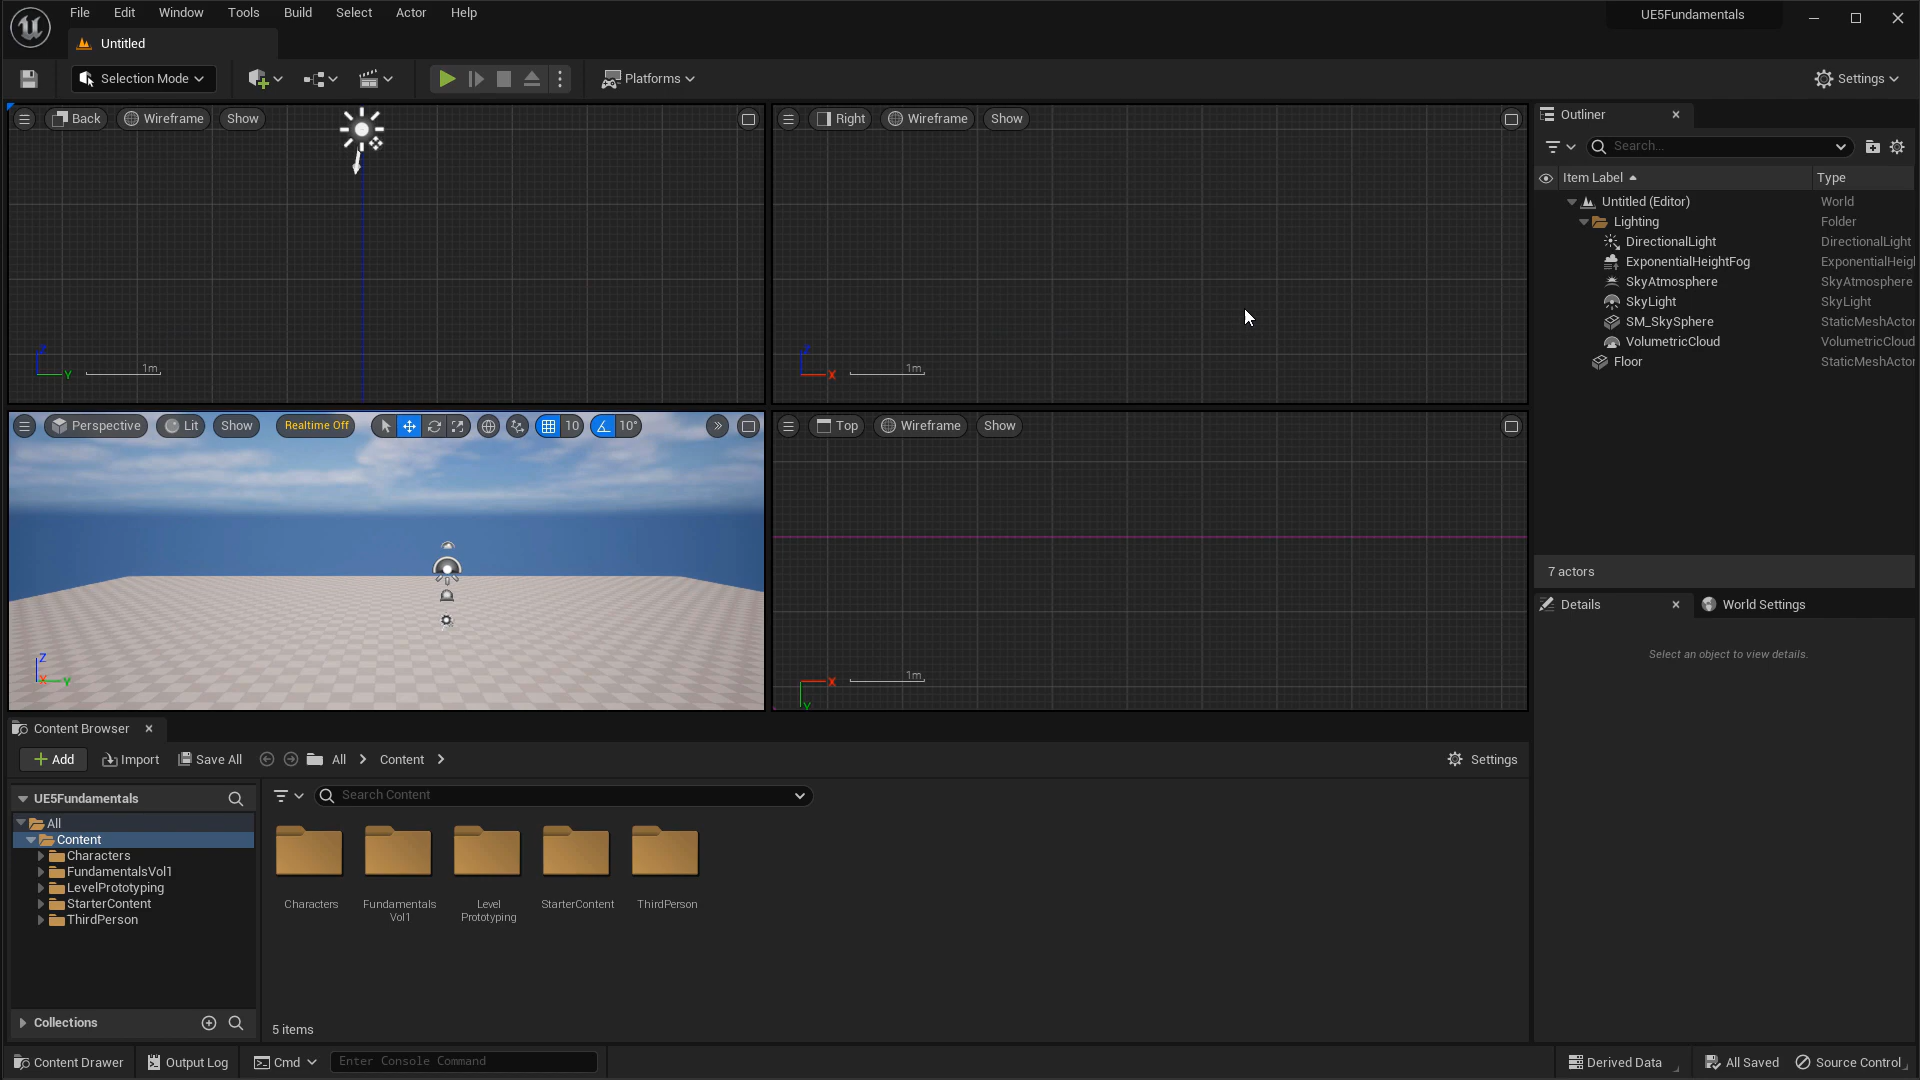 File Edit Window Tools Build Select Actor Help
UE5Fundamentals
Untitled
Selection Mode
Platforms
Settings
Back Wireframe Show
Right Wireframe Show
Z
Y
1m
Z
X
1m
Perspective Lit Show Realtime Off 10 10°
Top Wireframe Show
Z
X Y
X
Y
1m
Outliner
Search...
Item Label Type
Untitled (Editor) World
Lighting Folder
DirectionalLight DirectionalLight
ExponentialHeightFog ExponentialHeigl
SkyAtmosphere SkyAtmosphere
SkyLight SkyLight
SM_SkySphere StaticMeshActor
VolumetricCloud VolumetricCloud
Floor StaticMeshActor
7 actors
Details World Settings
Select an object to view details.
Content Browser
Add Import Save All All Content
Settings
UE5Fundamentals
Search Content
All
Content
Characters
FundamentalsVol1
LevelPrototyping
StarterContent
ThirdPerson
Characters
Fundamentals
Vol1
Level
Prototyping
StarterContent
ThirdPerson
Collections
5 items
Content Drawer Output Log Cmd Enter Console Command
Derived Data All Saved Source Control